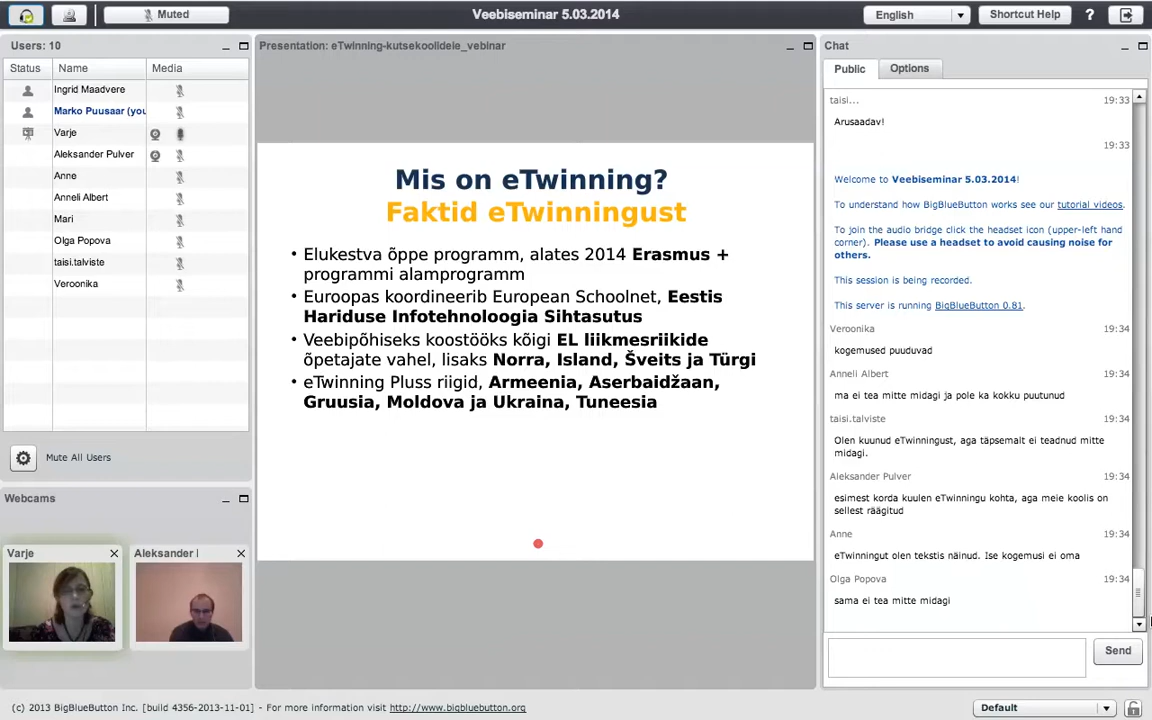 Muted
Veebiseminar 5.03.2014
English
Shortcut Help
?
Users: 10
Status Name Media
Ingrid Maadvere
Marko Puusaar (you
Varje
Aleksander Pulver
Anne
Anneli Albert
Mari
Olga Popova
taisi.talviste
Veroonika
Mute All Users
Webcams
Varje
Aleksander
Presentation: eTwinning-kutsekoolidele_vebinar
Mis on eTwinning?
Faktid eTwinningust
• Elukestva õppe programm, alates 2014 Erasmus +
programmi alamprogramm
• Euroopas koordineerib European Schoolnet, Eestis
Hariduse Infotehnoloogia Sihtasutus
• Veebipõhiseks koostööks kõigi EL liikmesriikide
õpetajate vahel, lisaks Norra, Island, Šveits ja Türgi
• eTwinning Pluss riigid, Armeenia, Aserbaidžaan,
Gruusia, Moldova ja Ukraina, Tuneesia
Chat
Public Options
taisi... 19:33
Arusaadav!
19:33
Welcome to Veebiseminar 5.03.2014!
To understand how BigBlueButton works see our tutorial videos.
To join the audio bridge click the headset icon (upper-left hand
corner). Please use a headset to avoid causing noise for
others.
This session is being recorded.
This server is running BigBlueButton 0.81.
Veroonika 19:34
kogemused puuduvad
Anneli Albert 19:34
ma ei tea mitte midagi ja pole ka kokku puutunud
taisi.talviste 19:34
Olen kuunud eTwinningust, aga täpsemalt ei teadnud mitte
midagi.
Aleksander Pulver 19:34
esimest korda kuulen eTwinningu kohta, aga meie koolis on
sellest räägitud
Anne 19:34
eTwinningut olen tekstis näinud. Ise kogemusi ei oma
Olga Popova 19:34
sama ei tea mitte midagi
Send
(c) 2013 BigBlueButton Inc. [build 4356-2013-11-01] - For more information visit http://www.bigbluebutton.org
Default